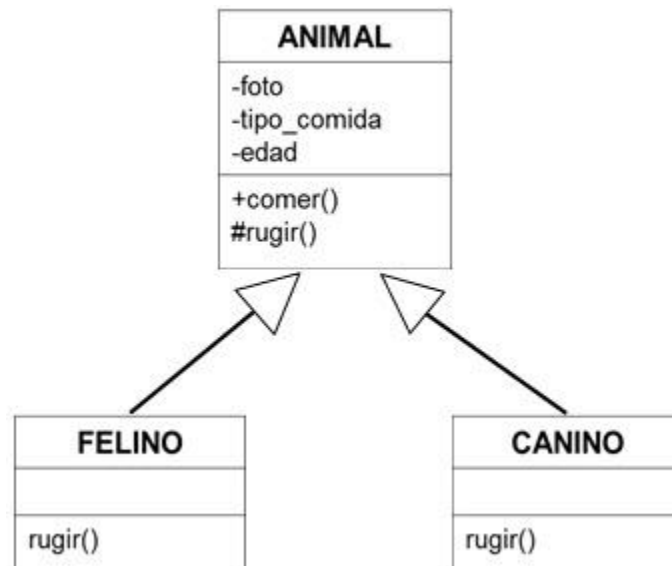 ANIMAL
-foto
-tipo_comida
-edad
+comer()
#rugir()
FELINO
rugir()
CANINO
rugir()